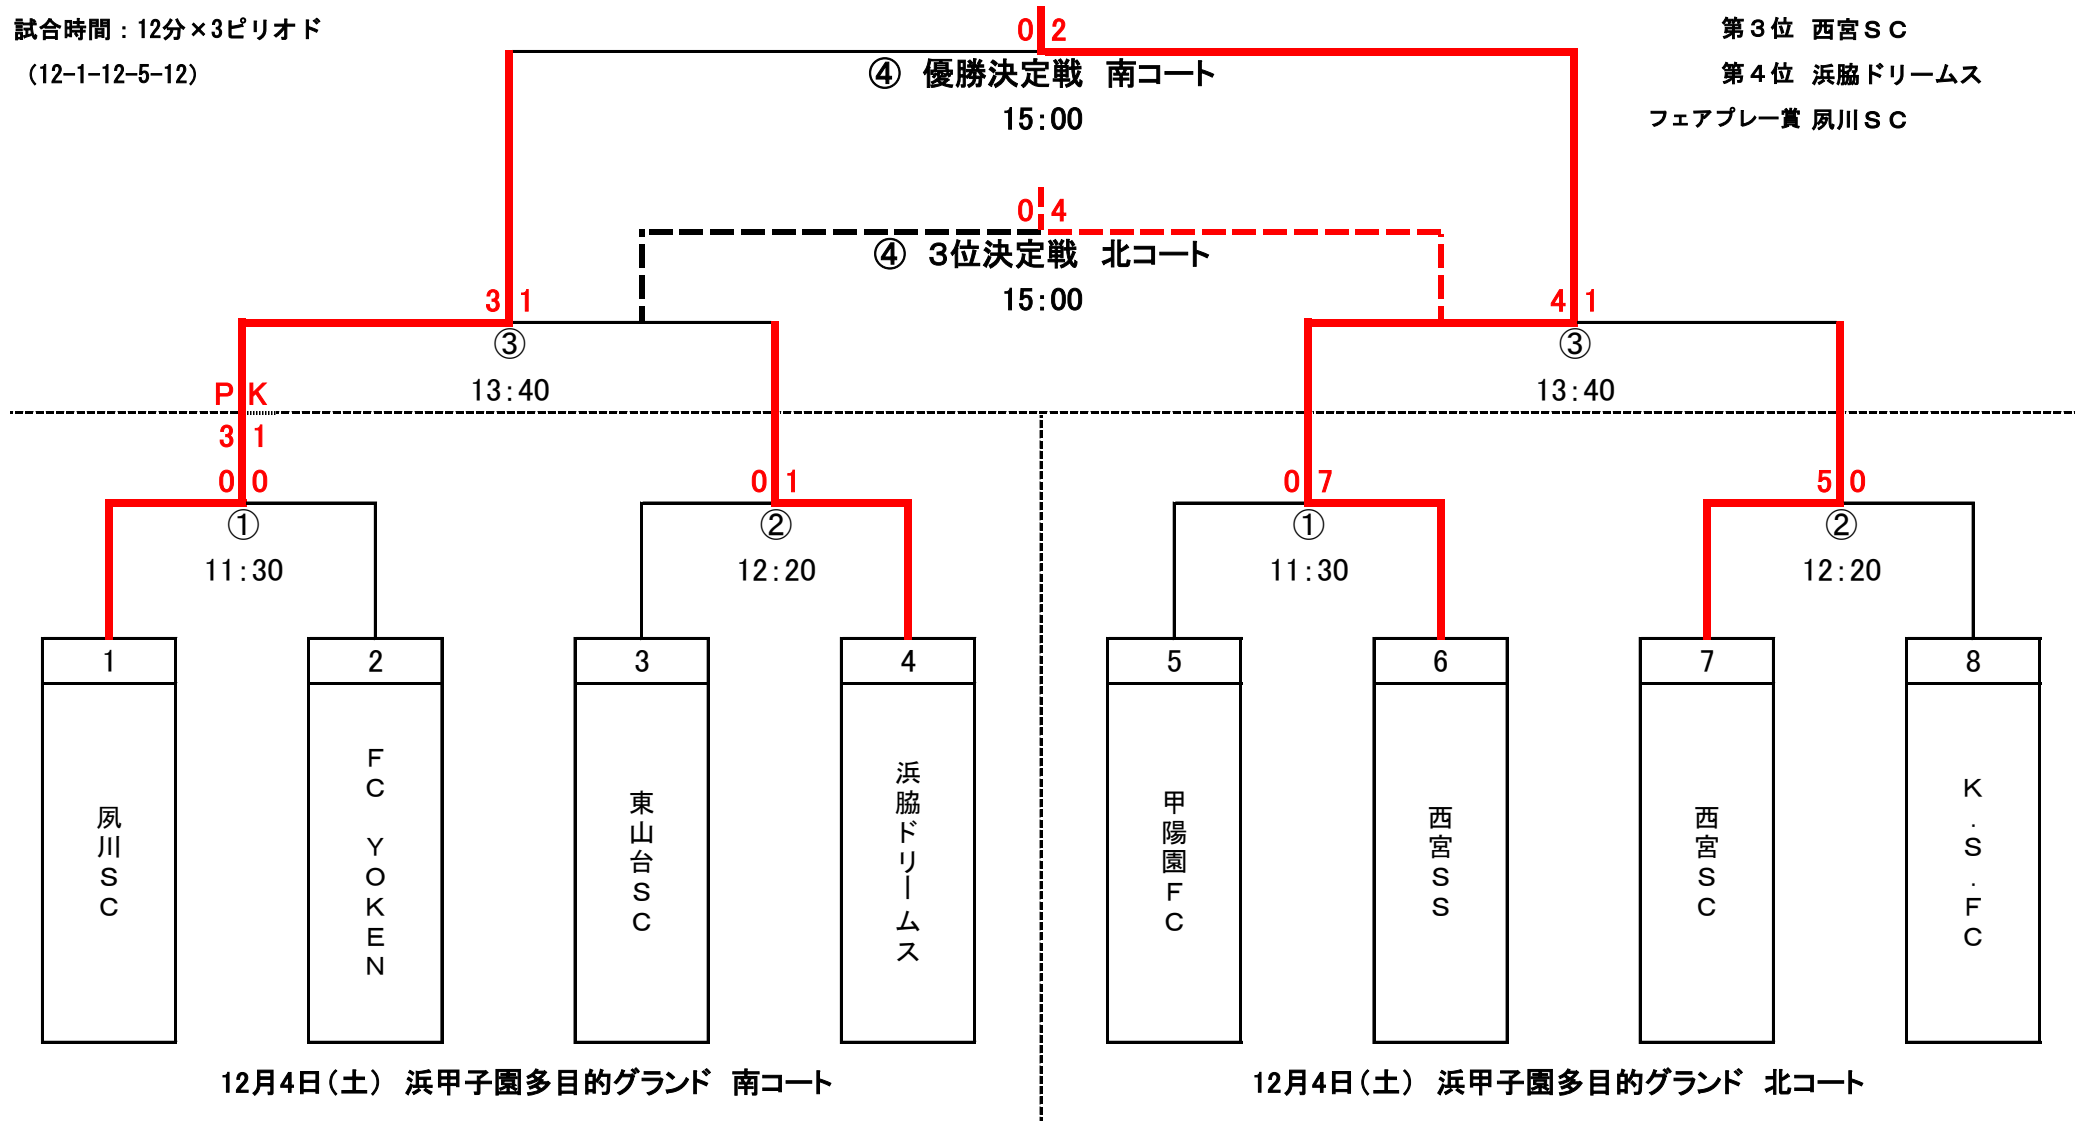 試合時間：12分×3ピリオド
（12-1-12-5-12）
第３位 西宮ＳＣ
第４位 浜脇ドリームス
フェアプレー賞 夙川ＳＣ
0 2
④ 優勝決定戦 南コート
15:00
0 4
④ ３位決定戦 北コート
15:00
3 1
③
13:40
4 1
③
13:40
ＰＫ
3 1
0 0
①
11:30
0 1
②
12:20
0 7
①
11:30
5 0
②
12:20
1
夙川ＳＣ
2
ＦＣ ＹＯＫＥＮ
3
東山台ＳＣ
4
浜脇ドリームス
5
甲陽園ＦＣ
6
西宮ＳＳ
7
西宮ＳＣ
8
Ｋ．Ｓ．ＦＣ
12月4日（土） 浜甲子園多目的グランド 南コート
12月4日（土） 浜甲子園多目的グランド 北コート